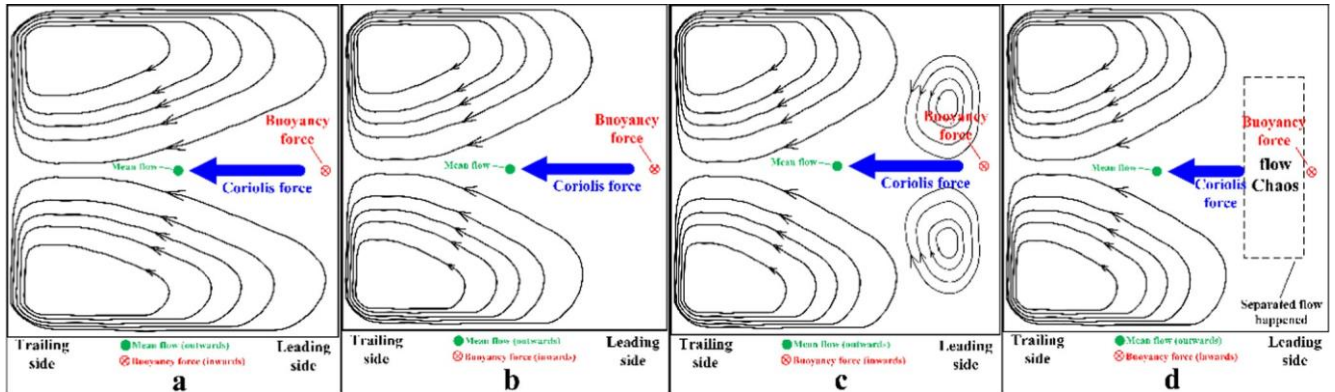 Buoyancy
force
Mean flow
Coriolis force
Trailing
side
Mean flow (outwards)
Buoyancy force (inwards)
Leading
side
a
Buoyancy
force
Mean flow
Coriolis force
Trailing
side
Mean flow (outwards)
Buoyancy force (inwards)
Leading
side
b
Buoyancy
force
Mean flow
Coriolis force
Trailing
side
Mean flow (outwards)
Buoyancy force (inwards)
Leading
side
c
Buoyancy
force
flow
Chaos
Mean flow
Coriolis
force
Separated flow
happened
Trailing
side
Mean flow (outwards)
Buoyancy force (inwards)
Leading
side
d